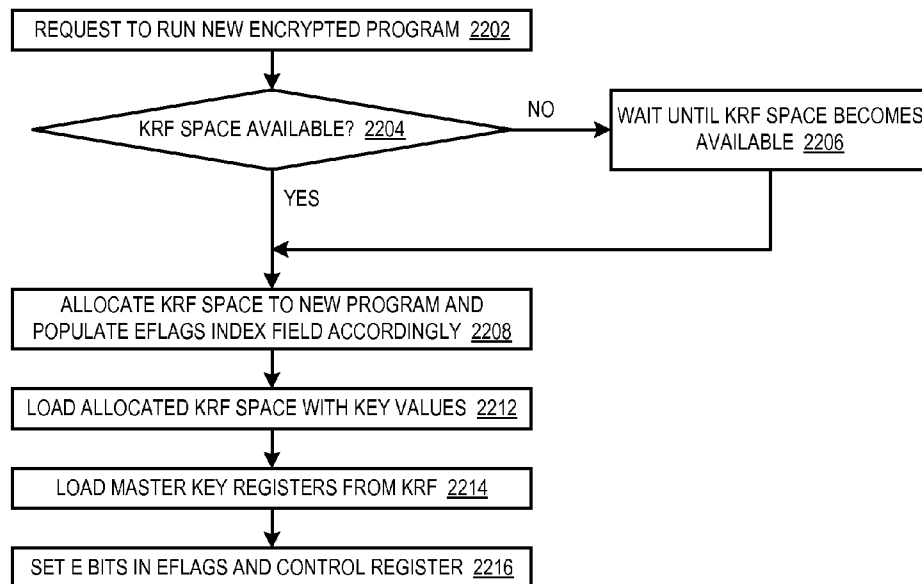 REQUEST TO RUN NEW ENCRYPTED PROGRAM 2202
KRF SPACE AVAILABLE? 2204
NO
WAIT UNTIL KRF SPACE BECOMES
AVAILABLE 2206
YES
ALLOCATE KRF SPACE TO NEW PROGRAM AND
POPULATE EFLAGS INDEX FIELD ACCORDINGLY 2208
LOAD ALLOCATED KRF SPACE WITH KEY VALUES 2212
LOAD MASTER KEY REGISTERS FROM KRF 2214
SET E BITS IN EFLAGS AND CONTROL REGISTER 2216